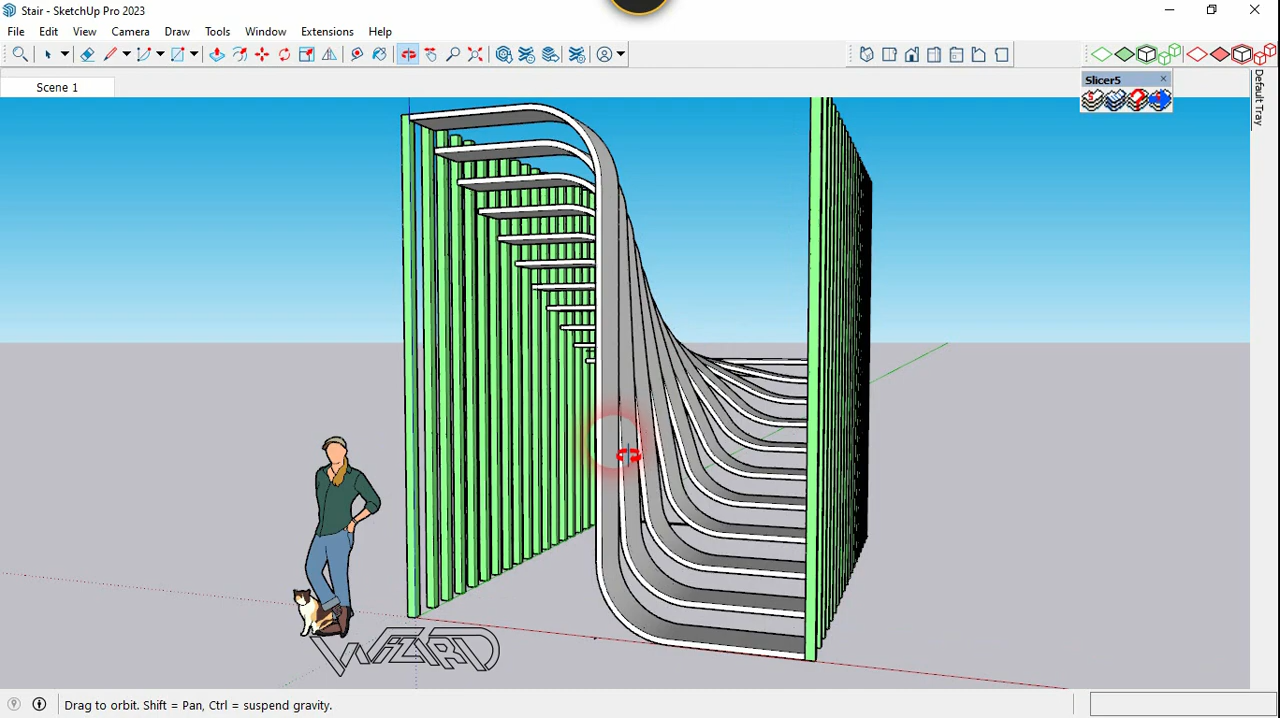 Stair - SketchUp Pro 2023
File Edit View Camera Draw Tools Window Extensions Help
Scene 1
Slicer5
Default Tray
WIZARD
Drag to orbit. Shift = Pan, Ctrl = suspend gravity.